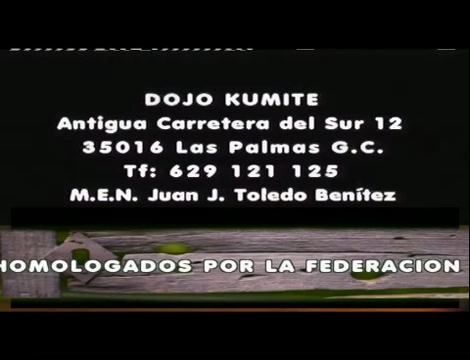 DOJO KUMITE
Antigua Carretera del Sur 12
35016 Las Palmas G.C.
Tf: 629 121 125
M.E.N. Juan J. Toledo Benítez
HOMOLOGADOS POR LA FEDERACION